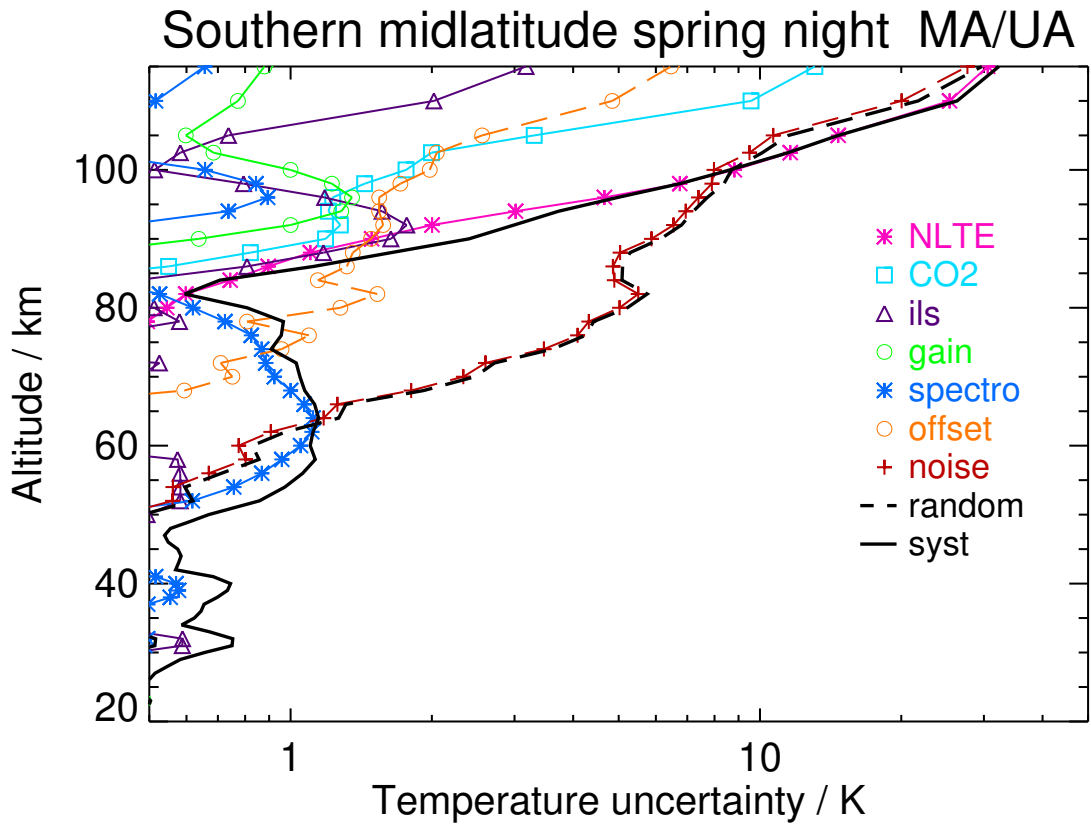 Southern midlatitude spring night MA/UA
Altitude / km
100
80
60
40
20
NLTE
CO2
ils
gain
spectro
offset
noise
random
syst
1
10
Temperature uncertainty / K